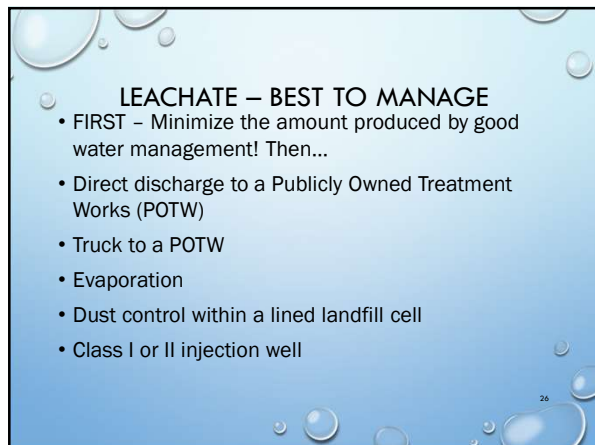 LEACHATE – BEST TO MANAGE
• FIRST – Minimize the amount produced by good
water management! Then...
• Direct discharge to a Publicly Owned Treatment
Works (POTW)
• Truck to a POTW
• Evaporation
• Dust control within a lined landfill cell
• Class I or II injection well
26